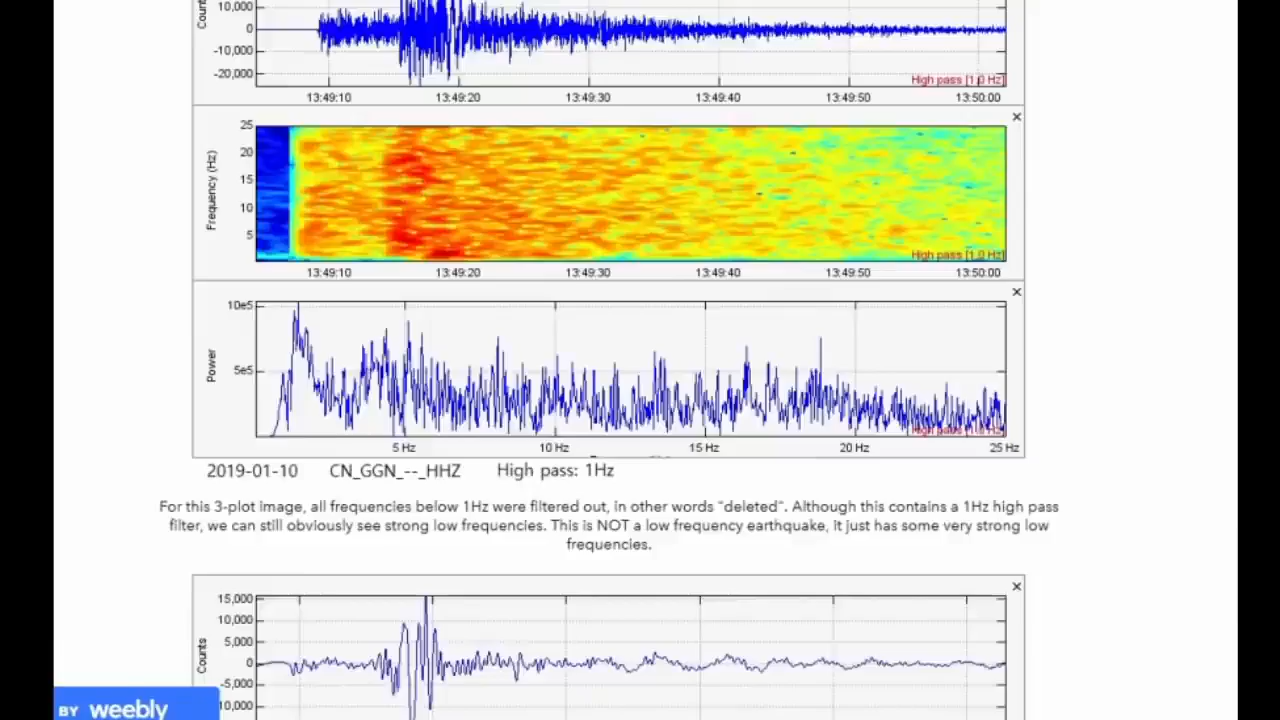 Counts
10,000
0
-10,000
-20,000
High pass [1.0 Hz]
13:49:10 13:49:20 13:49:30 13:49:40 13:49:50 13:50:00
Frequency (Hz)
25
20
15
10
5
High pass [1.0 Hz]
13:49:10 13:49:20 13:49:30 13:49:40 13:49:50 13:50:00
Power
10e5
5e5
High pass [1.0 Hz]
5 Hz 10 Hz 15 Hz 20 Hz 25 Hz
2019-01-10 CN_GGN_--_HHZ High pass: 1Hz
For this 3-plot image, all frequencies below 1Hz were filtered out, in other words "deleted". Although this contains a 1Hz high pass
filter, we can still obviously see strong low frequencies. This is NOT a low frequency earthquake, it just has some very strong low
frequencies.
Counts
15,000
10,000
5,000
0
-5,000
10,000
BY weebly